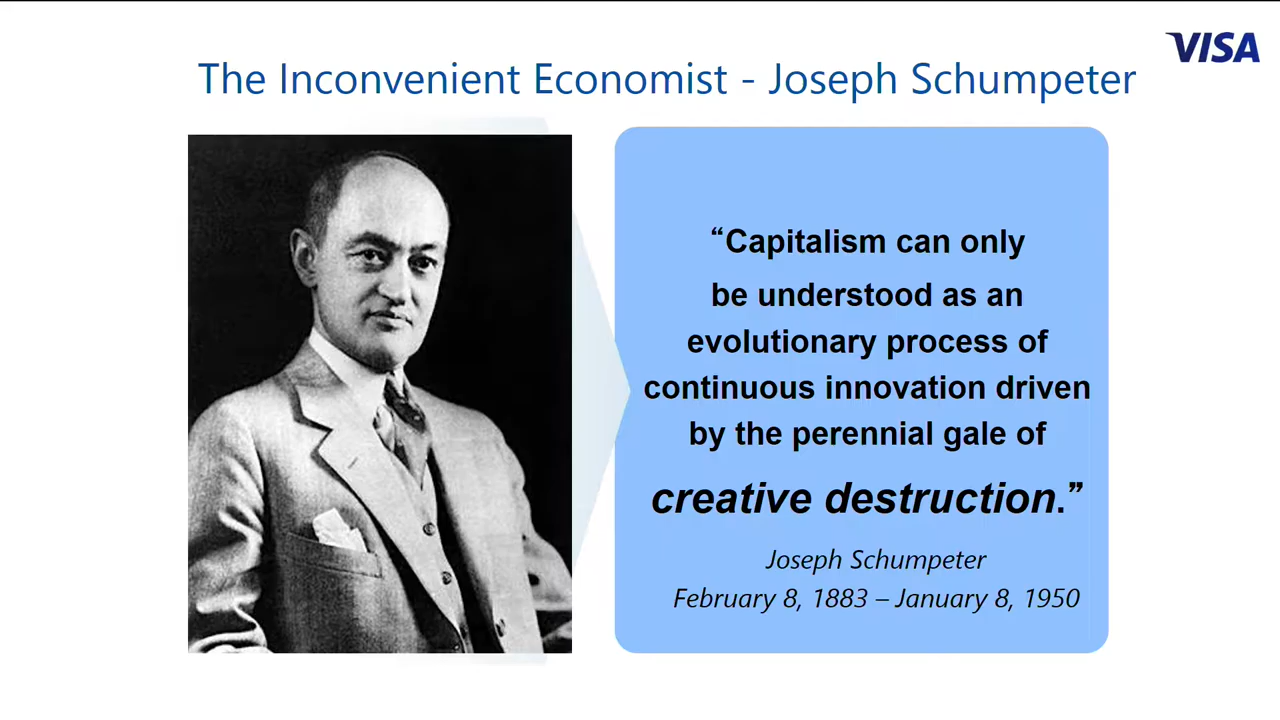 VISA
The Inconvenient Economist - Joseph Schumpeter
“Capitalism can only
be understood as an
evolutionary process of
continuous innovation driven
by the perennial gale of
creative destruction.”
Joseph Schumpeter
February 8, 1883 – January 8, 1950